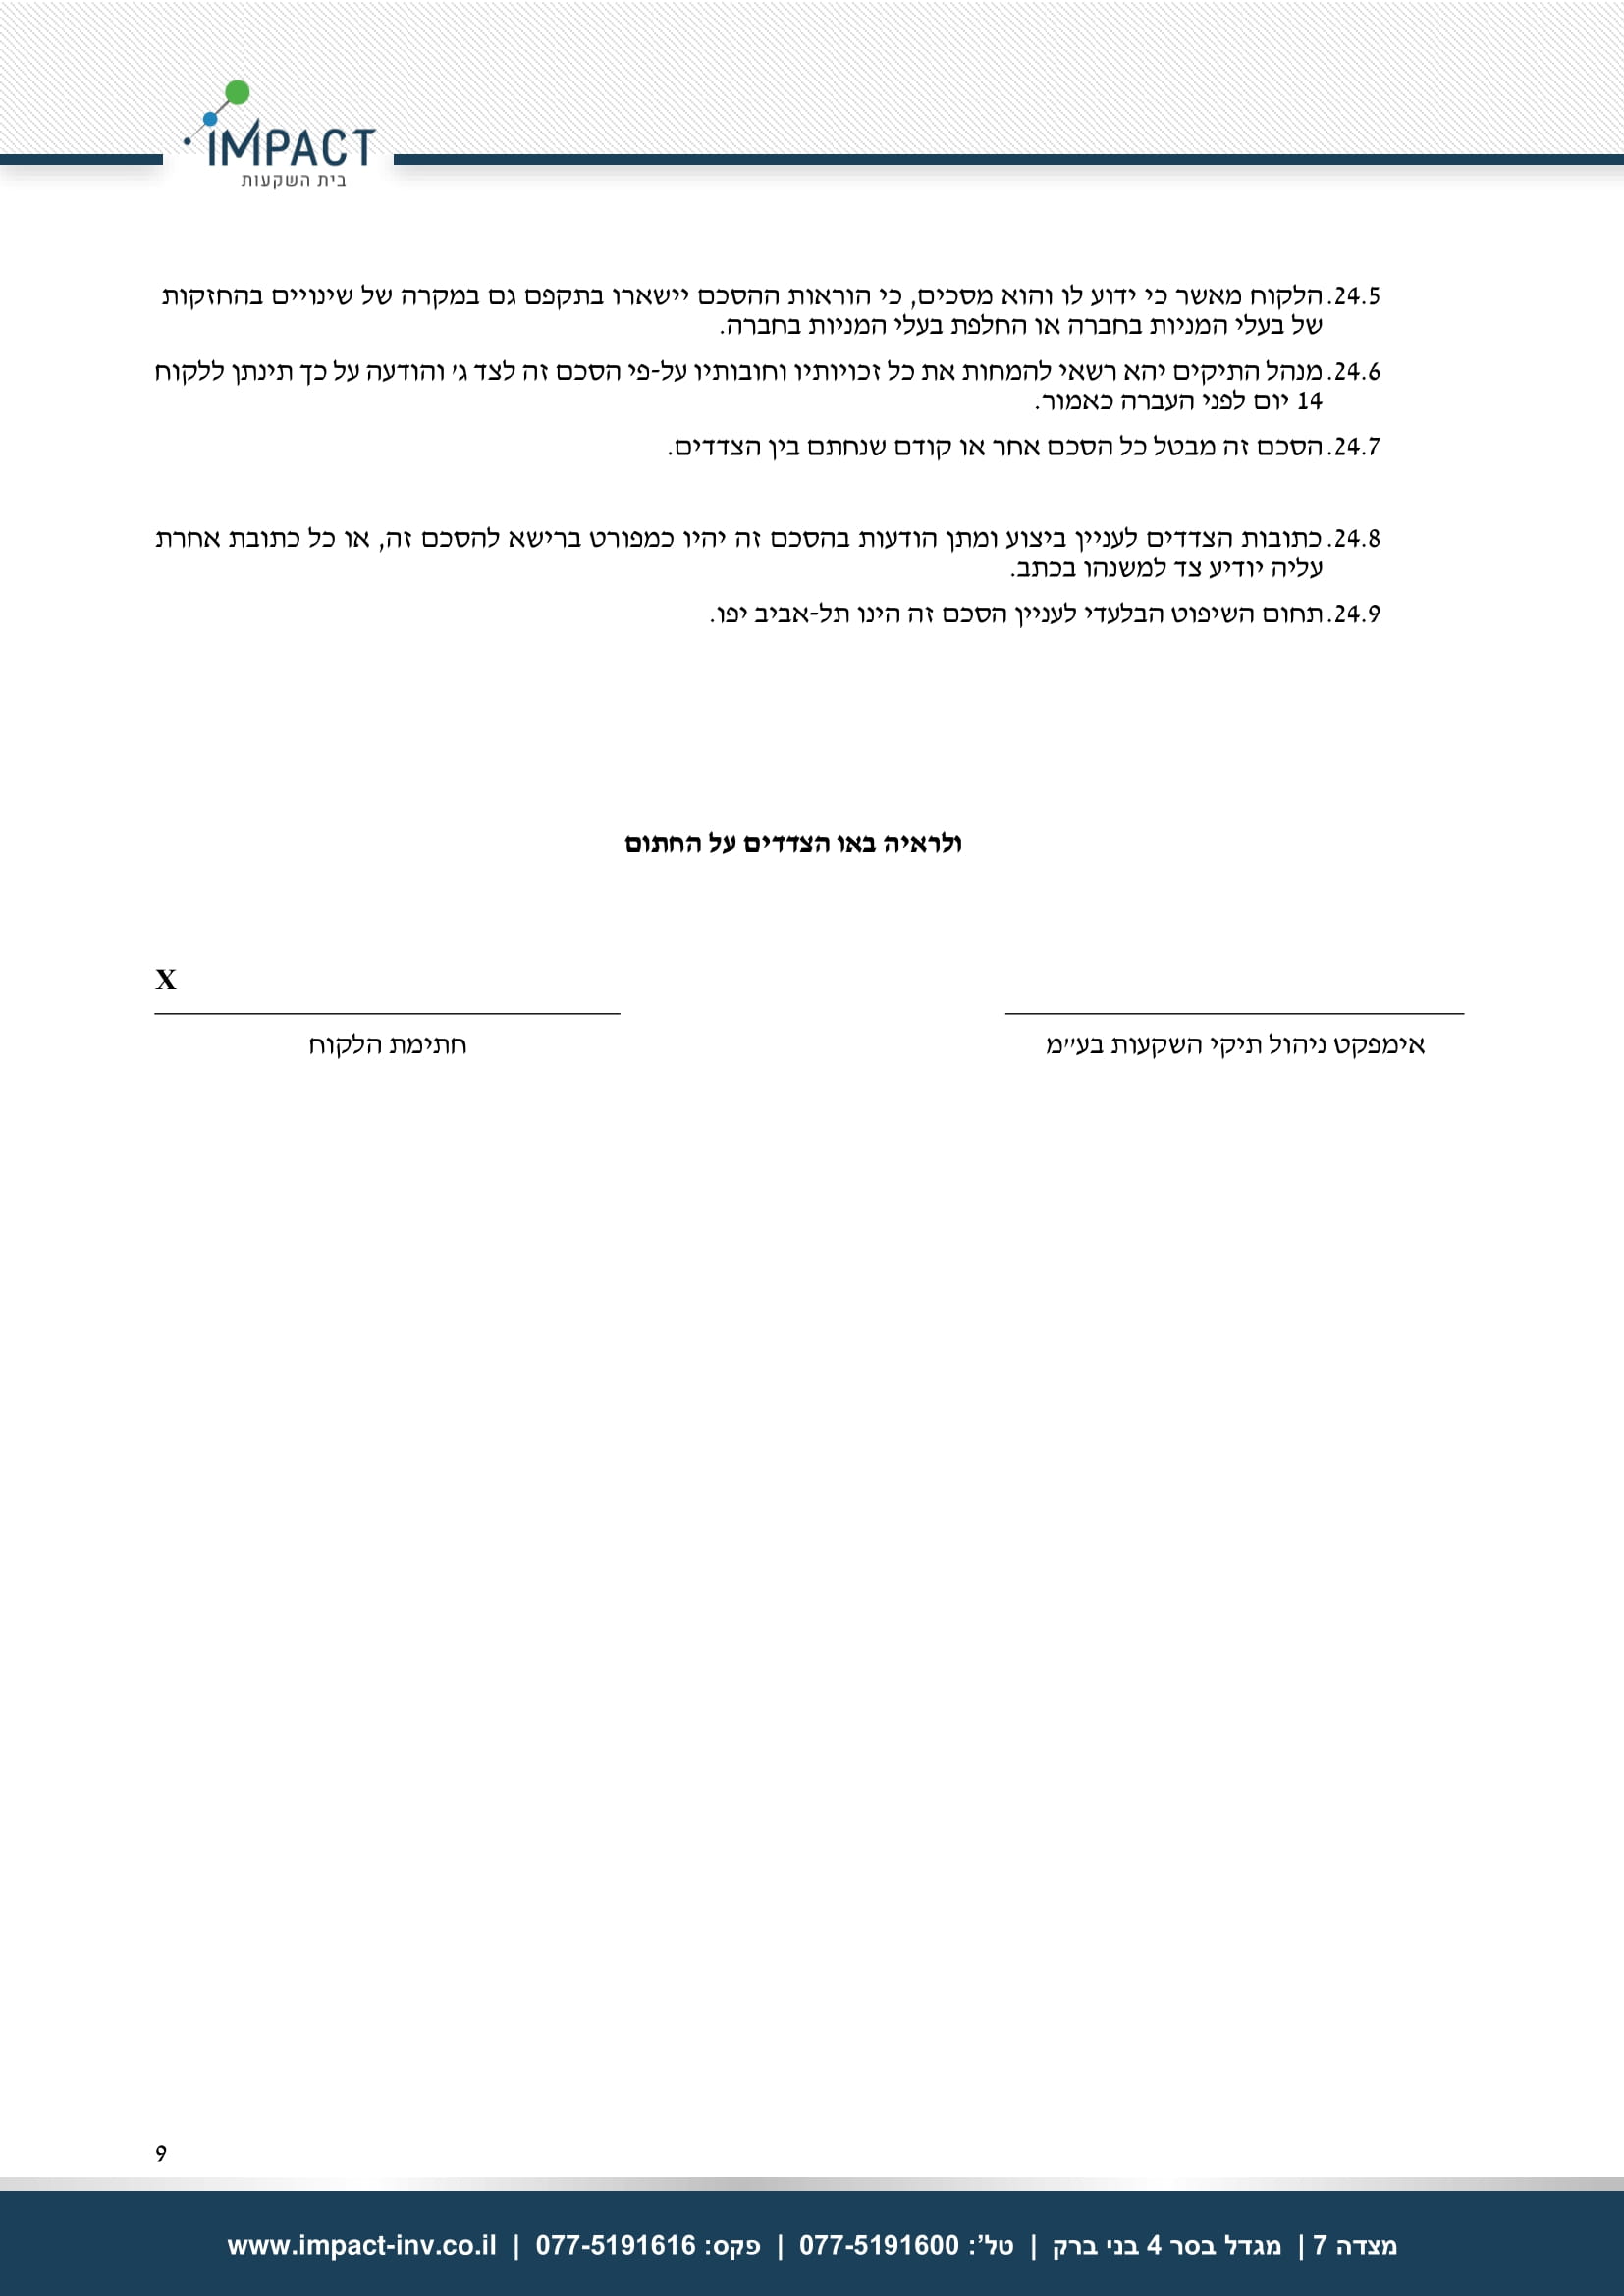 IMPACT
בית השקעות
24.5. הלקוח מאשר כי ידוע לו והוא מסכים, כי הוראות ההסכם יישארו בתקפם גם במקרה של שינויים בהחזקות
של בעלי המניות בחברה או החלפת בעלי המניות בחברה.
24.6. מנהל התיקים יהא רשאי להמחות את כל זכויותיו וחובותיו על-פי הסכם זה לצד ג' והודעה על כך תינתן ללקוח
14 יום לפני העברה כאמור.
24.7. הסכם זה מבטל כל הסכם אחר או קודם שנחתם בין הצדדים.
24.8. כתובות הצדדים לעניין ביצוע ומתן הודעות בהסכם זה יהיו כמפורט ברישא להסכם זה, או כל כתובת אחרת
עליה יודיע צד למשנהו בכתב.
24.9. תחום השיפוט הבלעדי לעניין הסכם זה הינו תל-אביב יפו.
ולראיה באו הצדדים על החתום
X
אימפקט ניהול תיקי השקעות בע''מ
חתימת הלקוח
9
מצדה 7 | מגדל בסר 4 בני ברק | טל': 077-5191600 | פקס: 077-5191616 | www.impact-inv.co.il